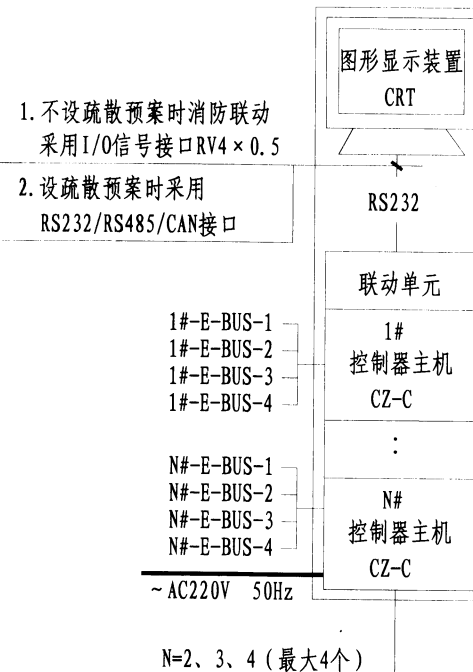 图形显示装置
CRT
1.不设疏散预案时消防联动
采用I/O信号接口RV4×0.5
2.设疏散预案时采用
RS232/RS485/CAN接口
RS232
联动单元
1#-E-BUS-1
1#-E-BUS-2
1#-E-BUS-3
1#-E-BUS-4
1#
控制器主机
CZ-C
:
N#-E-BUS-1
N#-E-BUS-2
N#-E-BUS-3
N#-E-BUS-4
N#
控制器主机
CZ-C
~AC220V 50Hz
N=2、3、4(最大4个)